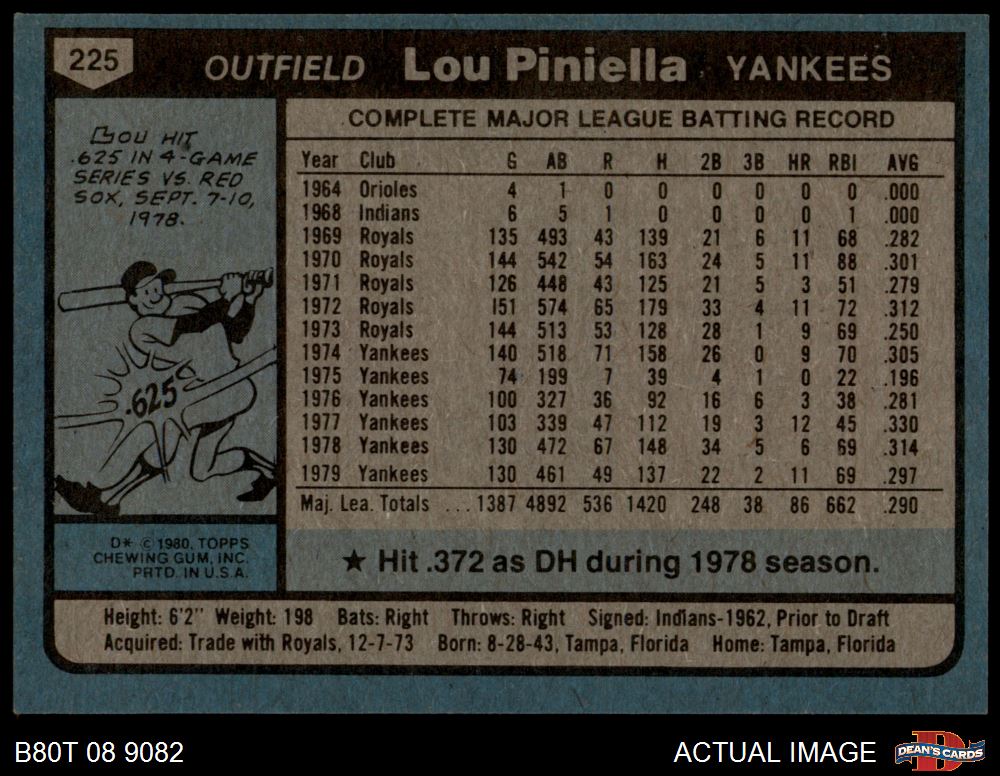 225 OUTFIELD Lou Piniella YANKEES
LOU HIT
.625 IN 4-GAME
SERIES VS. RED
SOX, SEPT. 7-10,
1978.
.625
D* © 1980, TOPPS
CHEWING GUM, INC.
PRTD. IN U.S.A.
COMPLETE MAJOR LEAGUE BATTING RECORD
Year Club G AB R H 2B 3B HR RBI AVG
1964 Orioles 4 1 0 0 0 0 0 0 .000
1968 Indians 6 5 1 0 0 0 0 1 .000
1969 Royals 135 493 43 139 21 6 11 68 .282
1970 Royals 144 542 54 163 24 5 11 88 .301
1971 Royals 126 448 43 125 21 5 3 51 .279
1972 Royals 151 574 65 179 33 4 11 72 .312
1973 Royals 144 513 53 128 28 1 9 69 .250
1974 Yankees 140 518 71 158 26 0 9 70 .305
1975 Yankees 74 199 7 39 4 1 0 22 .196
1976 Yankees 100 327 36 92 16 6 3 38 .281
1977 Yankees 103 339 47 112 19 3 12 45 .330
1978 Yankees 130 472 67 148 34 5 6 69 .314
1979 Yankees 130 461 49 137 22 2 11 69 .297
Maj. Lea. Totals ... 1387 4892 536 1420 248 38 86 662 .290
★ Hit .372 as DH during 1978 season.
Height: 6'2" Weight: 198 Bats: Right Throws: Right Signed: Indians-1962, Prior to Draft
Acquired: Trade with Royals, 12-7-73 Born: 8-28-43, Tampa, Florida Home: Tampa, Florida
B80T 08 9082 ACTUAL IMAGE D DEAN'S CARDS